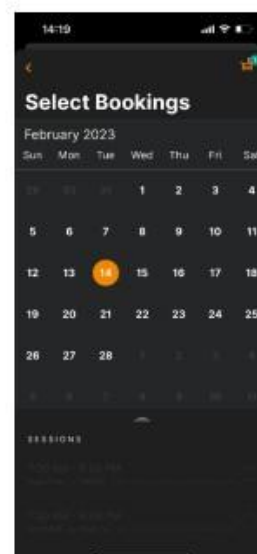 14:19
Select Bookings
February 2023
Sun Mon Tue Wed Thu Fri Sat
1 2 3 4
5 6 7 8 9 10 11
12 13 14 15 16 17 18
19 20 21 22 23 24 25
26 27 28
SESSIONS